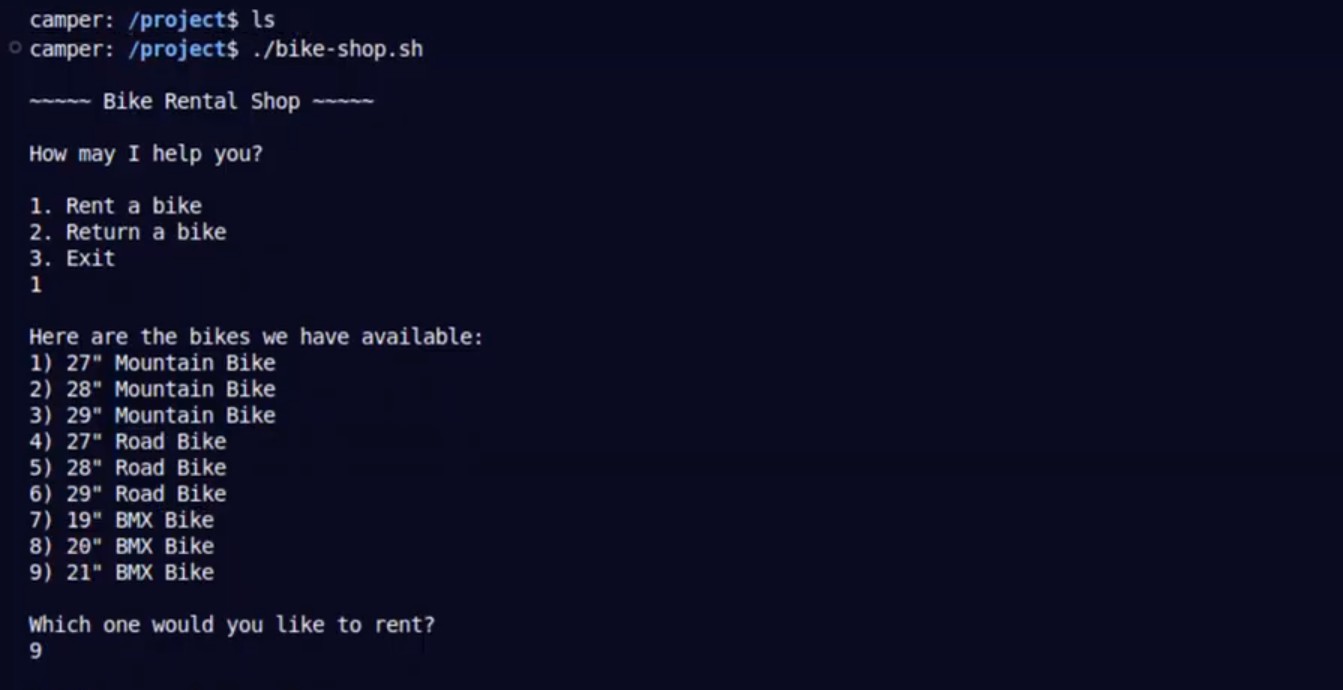 camper: /project$ ls
camper: /project$ ./bike-shop.sh
~~~~~ Bike Rental Shop ~~~~~
How may I help you?
1. Rent a bike
2. Return a bike
3. Exit
1
Here are the bikes we have available:
1) 27" Mountain Bike
2) 28" Mountain Bike
3) 29" Mountain Bike
4) 27" Road Bike
5) 28" Road Bike
6) 29" Road Bike
7) 19" BMX Bike
8) 20" BMX Bike
9) 21" BMX Bike
Which one would you like to rent?
9